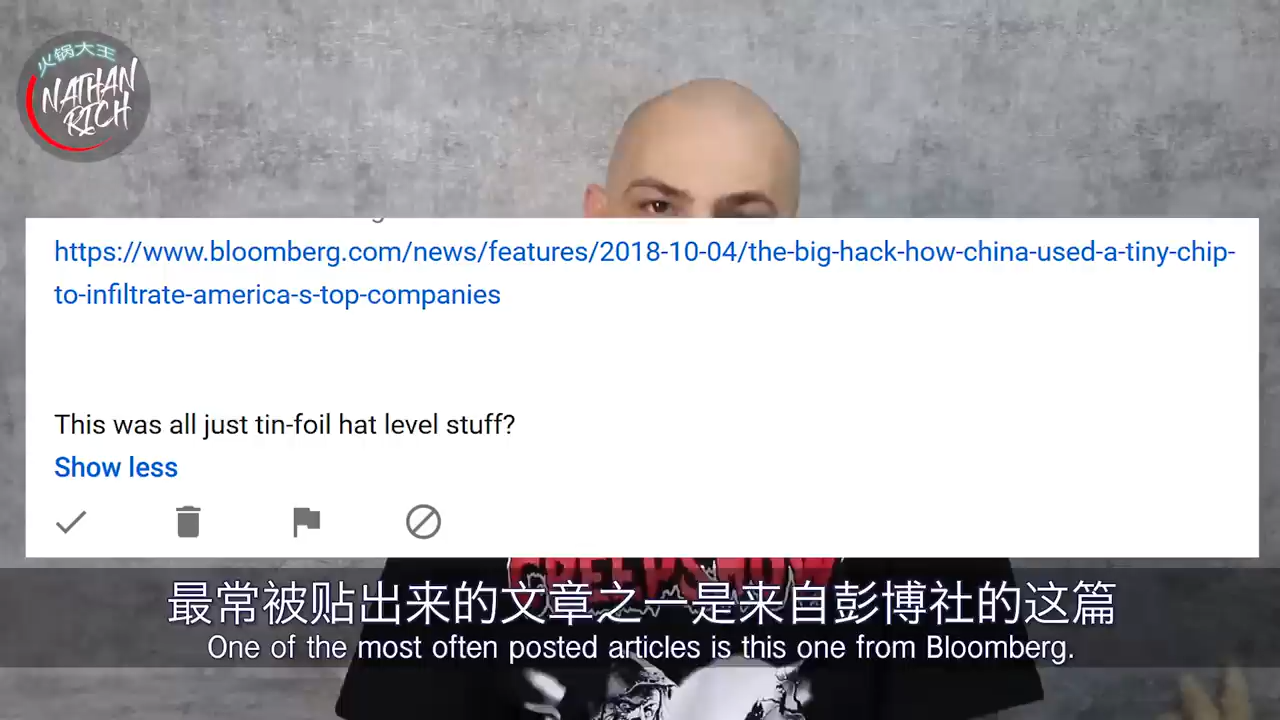 火锅大王
NATHAN
RICH
https://www.bloomberg.com/news/features/2018-10-04/the-big-hack-how-china-used-a-tiny-chip-
to-infiltrate-america-s-top-companies
This was all just tin-foil hat level stuff?
Show less
CREEPSHOW
最常被贴出来的文章之一是来自彭博社的这篇
One of the most often posted articles is this one from Bloomberg.